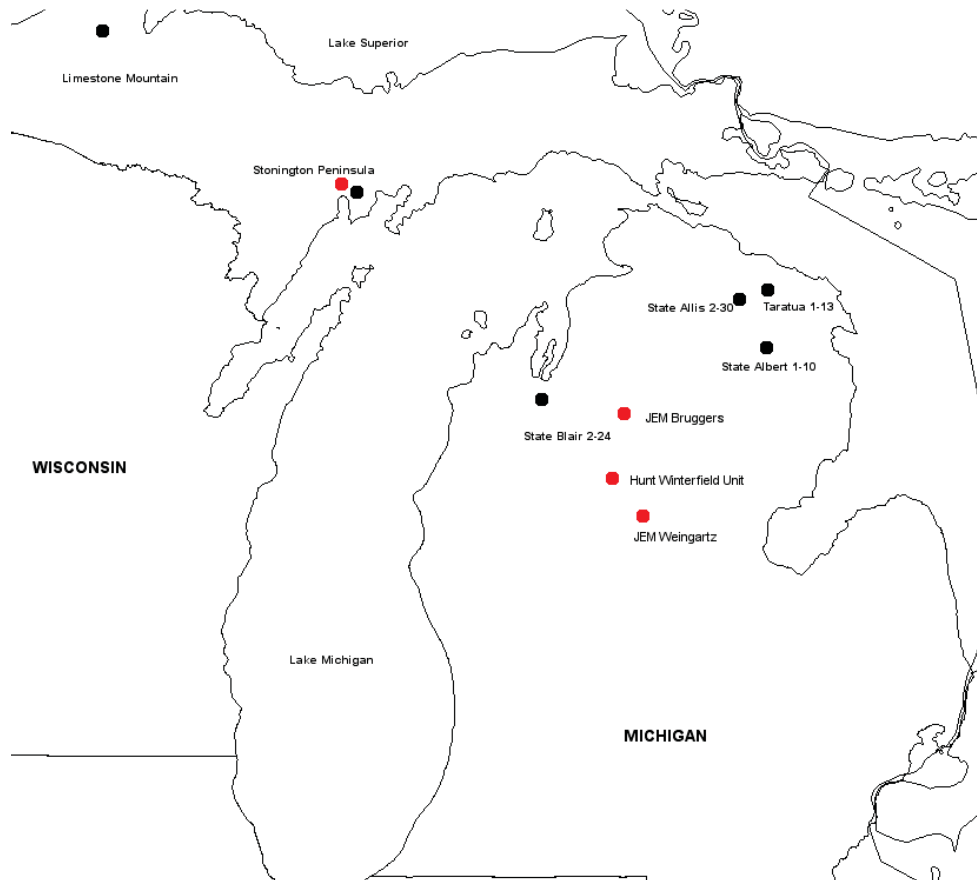 Lake Superior
Limestone Mountain
Stonington Peninsula
State Allis 2-30
Taratua 1-13
State Albert 1-10
JEM Bruggers
State Blair 2-24
WISCONSIN
Hunt Winterfield Unit
JEM Weingartz
Lake Michigan
MICHIGAN